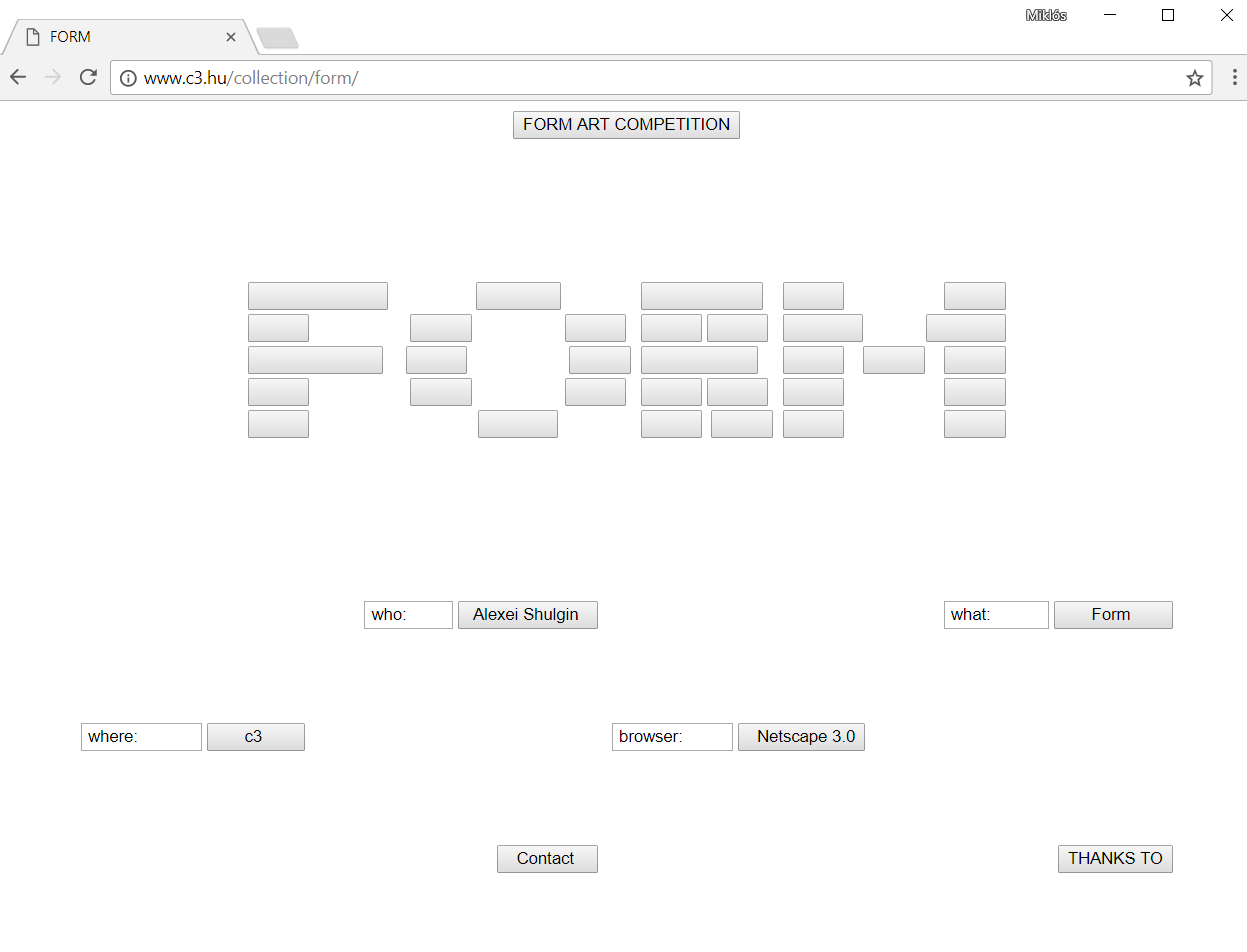 Miklós
FORM
www.c3.hu/collection/form/
FORM ART COMPETITION
FORM
who: Alexei Shulgin what: Form
where: c3 browser: Netscape 3.0
Contact THANKS TO